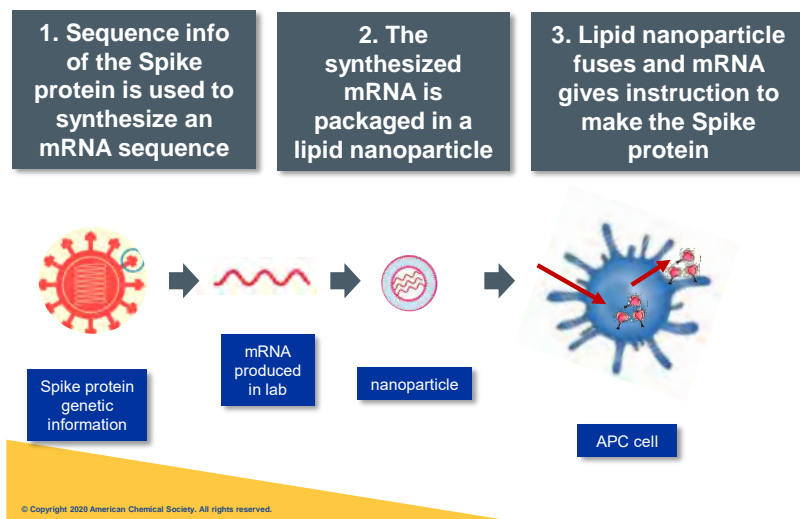 1. Sequence info
of the Spike
protein is used to
synthesize an
mRNA sequence
2. The
synthesized
mRNA is
packaged in a
lipid nanoparticle
3. Lipid nanoparticle
fuses and mRNA
gives instruction to
make the Spike
protein
Spike protein
genetic
information
mRNA
produced
in lab
nanoparticle
APC cell
© Copyright 2020 American Chemical Society. All rights reserved.